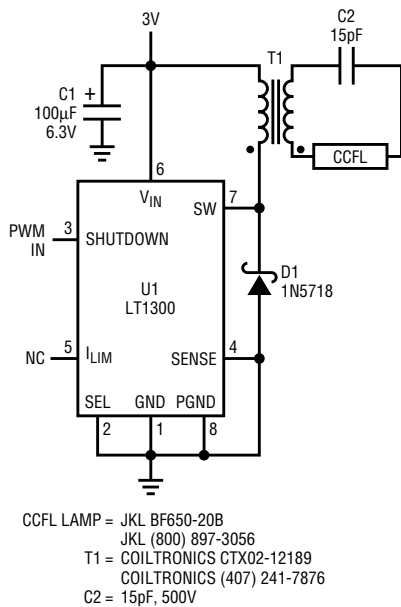 3V
C1
+
100µF
6.3V
T1
C2
15pF
CCFL
6
VIN
7
SW
PWM
IN
3
SHUTDOWN
U1
LT1300
D1
1N5718
NC
5
ILIM
4
SENSE
SEL
GND
PGND
2
1
8
CCFL LAMP = JKL BF650-20B
JKL (800) 897-3056
T1 = COILTRONICS CTX02-12189
COILTRONICS (407) 241-7876
C2 = 15pF, 500V